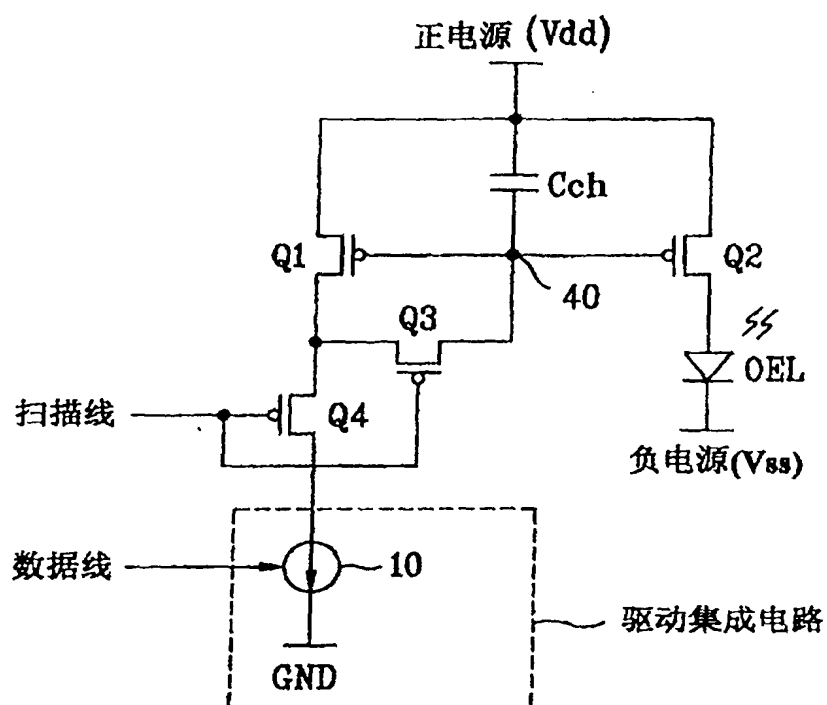 正电源 (Vdd)
Cch
Q1
Q2
40
Q3
OEL
扫描线
Q4
负电源(Vss)
数据线
10
驱动集成电路
GND